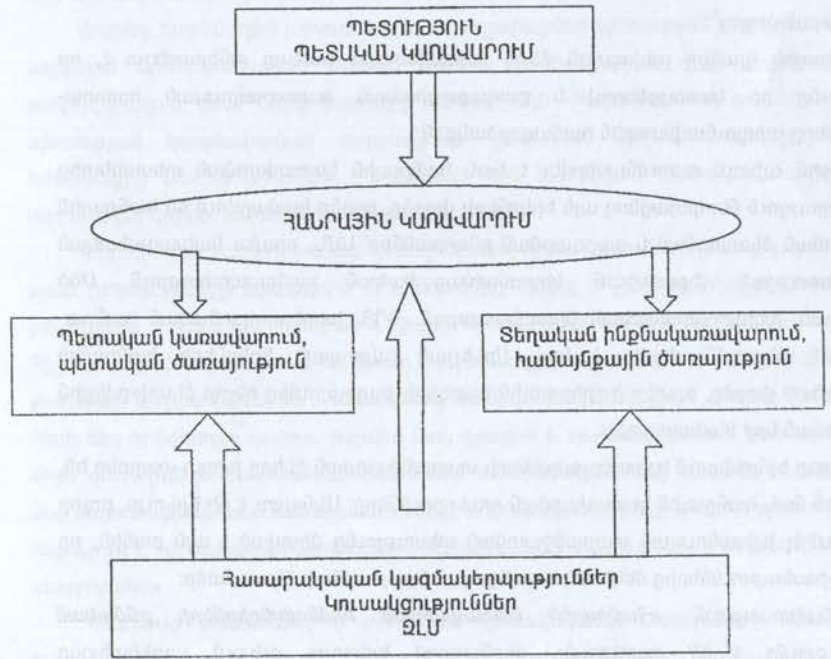 ՊԵՏՈՒԹՅՈՒՆ
ՊԵՏԱԿԱՆ ԿԱՌԱՎԱՐՈՒՄ
ՀԱՆՐԱՅԻՆ ԿԱՌԱՎԱՐՈՒՄ
Պետական կառավարում,
պետական ծառայություն
Տեղական ինքնակառավարում,
համայնքային ծառայություն
Հասարակական կազմակերպություններ
Կուսակցություններ
ԶԼՄ